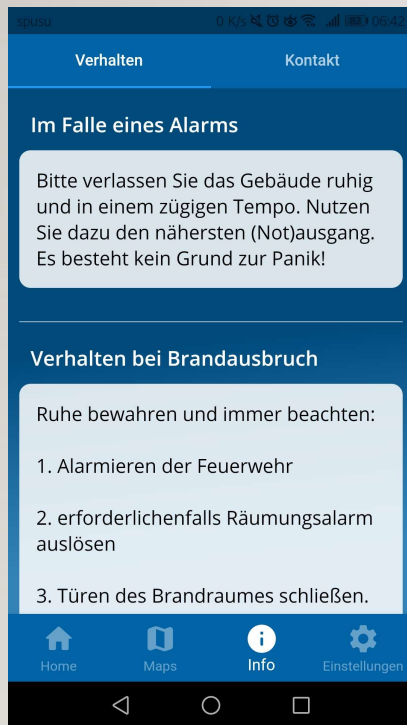 spusu 0 K/s 06:42
Verhalten Kontakt
Im Falle eines Alarms
Bitte verlassen Sie das Gebäude ruhig
und in einem zügigen Tempo. Nutzen
Sie dazu den nähersten (Not)ausgang.
Es besteht kein Grund zur Panik!
Verhalten bei Brandausbruch
Ruhe bewahren und immer beachten:
1. Alarmieren der Feuerwehr
2. erforderlichenfalls Räumungsalarm
auslösen
3. Türen des Brandraumes schließen.
Home Maps Info Einstellungen